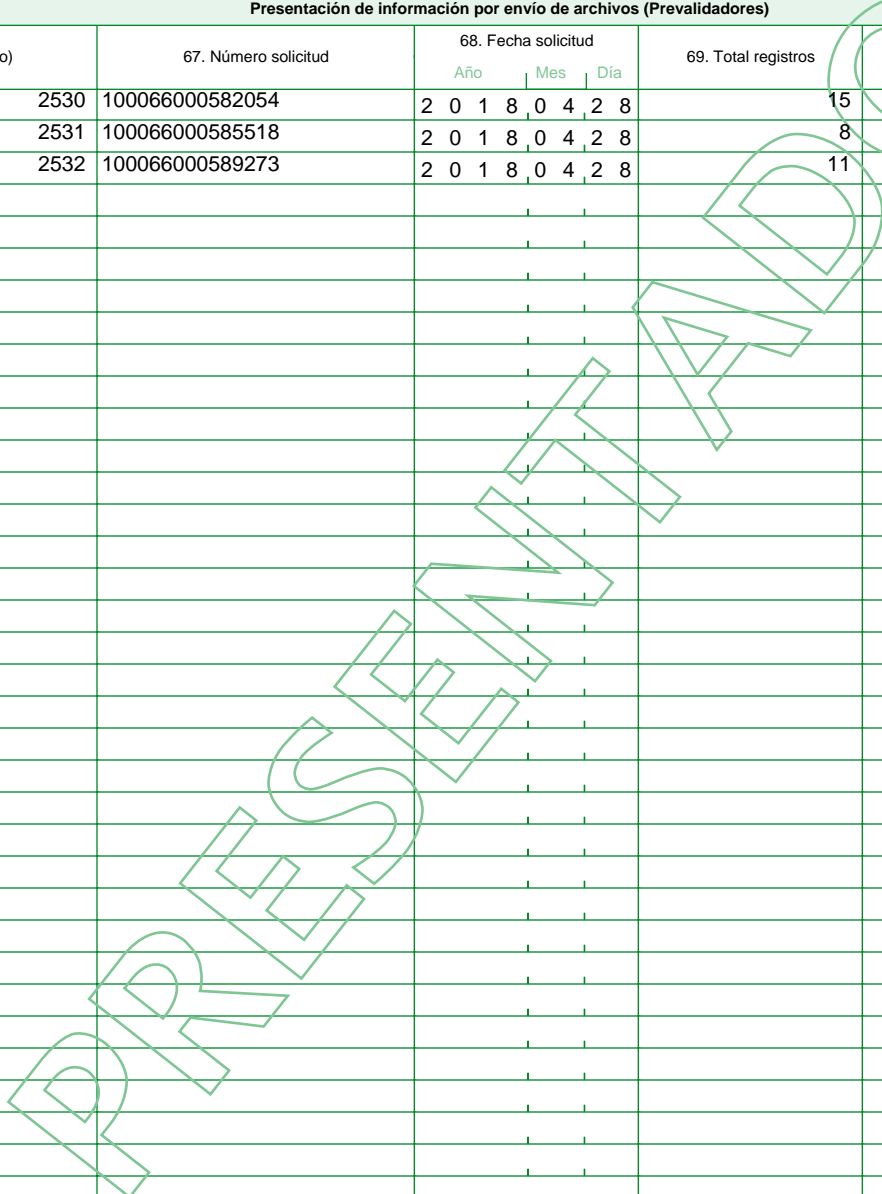 Presentación de información por envío de archivos (Prevalidadores)
o) 67. Número solicitud 68. Fecha solicitud 69. Total registros
Año Mes Día
2530 100066000582054 2 0 1 8 0 4 2 8 15
2531 100066000585518 2 0 1 8 0 4 2 8 8
2532 100066000589273 2 0 1 8 0 4 2 8 11
PRESENTADO